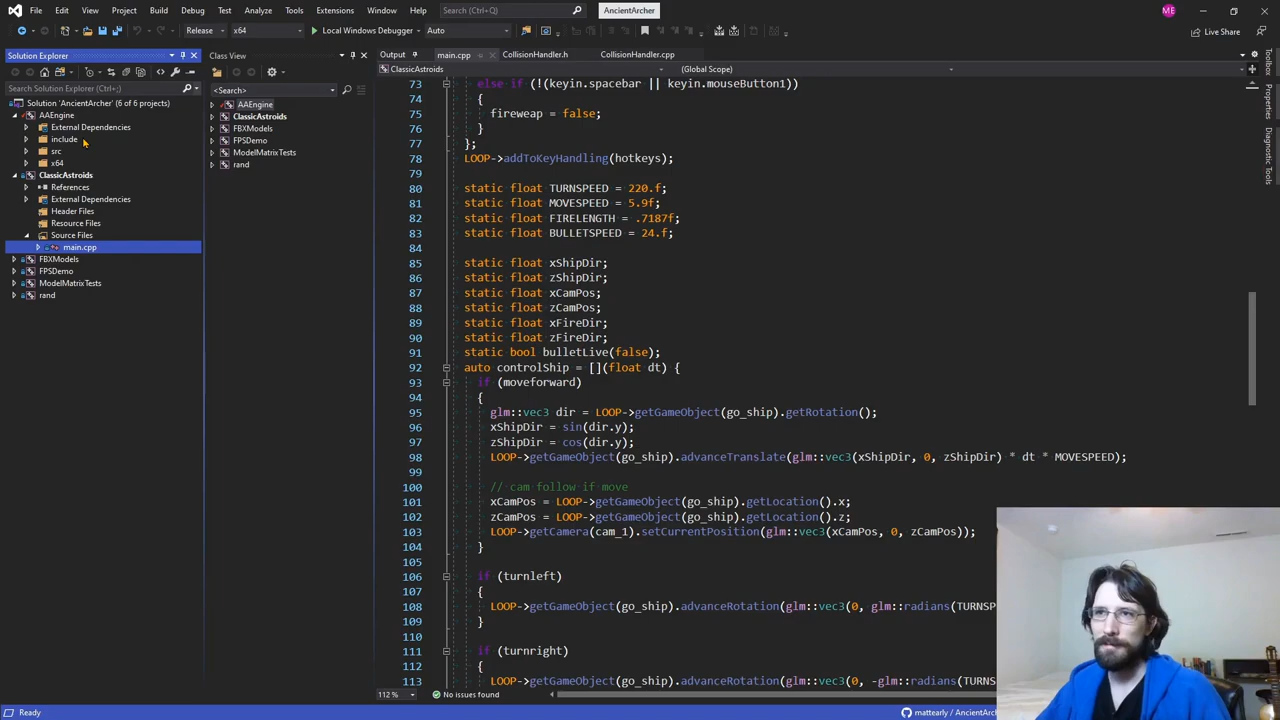 File Edit View Project Build Debug Test Analyze Tools Extensions Window Help Search (Ctrl+Q) AncientArcher ME
Release x64 Local Windows Debugger Auto Live Share
Solution Explorer
Search Solution Explorer (Ctrl+;)
Solution 'AncientArcher' (6 of 6 projects)
AAEngine
External Dependencies
include
src
x64
ClassicAstroids
References
External Dependencies
Header Files
Resource Files
Source Files
main.cpp
FBXModels
FPSDemo
ModelMatrixTests
rand
Class View
<Search>
AAEngine
ClassicAstroids
FBXModels
FPSDemo
ModelMatrixTests
rand
Output main.cpp CollisionHandler.h CollisionHandler.cpp
ClassicAstroids (Global Scope)
73 else if (!(keyin.spacebar || keyin.mouseButton1))
74 {
75 fireweap = false;
76 }
77 };
78 LOOP->addToKeyHandling(hotkeys);
79
80 static float TURNSPEED = 220.f;
81 static float MOVESPEED = 5.9f;
82 static float FIRELENGTH = .7187f;
83 static float BULLETSPEED = 24.f;
84
85 static float xShipDir;
86 static float zShipDir;
87 static float xCamPos;
88 static float zCamPos;
89 static float xFireDir;
90 static float zFireDir;
91 static bool bulletLive(false);
92 auto controlShip = [](float dt) {
93 if (moveforward)
94 {
95 glm::vec3 dir = LOOP->getGameObject(go_ship).getRotation();
96 xShipDir = sin(dir.y);
97 zShipDir = cos(dir.y);
98 LOOP->getGameObject(go_ship).advanceTranslate(glm::vec3(xShipDir, 0, zShipDir) * dt * MOVESPEED);
99
100 // cam follow if move
101 xCamPos = LOOP->getGameObject(go_ship).getLocation().x;
102 zCamPos = LOOP->getGameObject(go_ship).getLocation().z;
103 LOOP->getCamera(cam_1).setCurrentPosition(glm::vec3(xCamPos, 0, zCamPos));
104 }
105
106 if (turnleft)
107 {
108 LOOP->getGameObject(go_ship).advanceRotation(glm::vec3(0, glm::radians(TURNSP
109 }
110
111 if (turnright)
112 {
113 LOOP->getGameObject(go_ship).advanceRotation(glm::vec3(0, -glm::radians(TURNS
112 % No issues found
Toolbox
Properties
Diagnostic Tools
Ready mattearly/AncientArcher